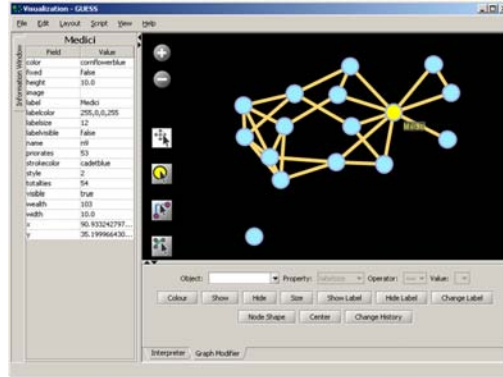 Visualization - GUESS
File Edit Layout Script View Help
Information Window
Medici
Field Value
color cornflowerblue
fixed false
height 10.0
image
label Medici
labelcolor 255,0,0,255
labelsize 12
labelvisible false
name n9
priorates 53
strokecolor cadetblue
style 2
totalties 54
visible true
wealth 103
width 10.0
x 90.933242797...
y 35.199966430...
Medici
Object: Property: labelsize Operator: == Value:
Colour Show Hide Size Show Label Hide Label Change Label
Node Shape Center Change History
Interpreter Graph Modifier